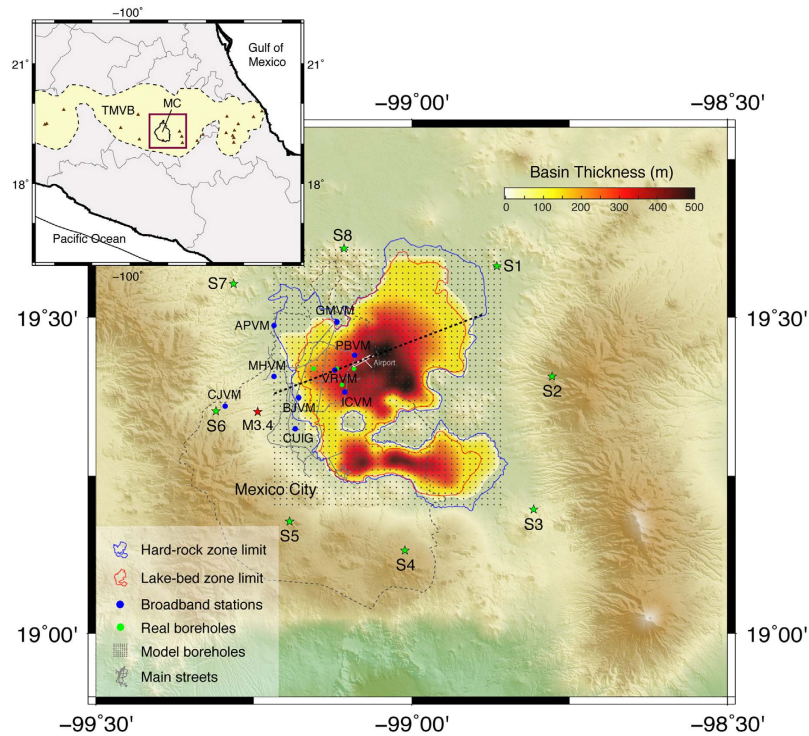 −100°
Gulf of
Mexico
21°
21°
TMVB
MC
18°
18°
Pacific Ocean
−100°
−99°00'
−98°30'
Basin Thickness (m)
0 100 200 300 400 500
S8
S1
S7
19°30'
19°30'
GMVM
APVM
PBVM
Airport
MHVM
VRVM
S2
CJVM
BJVM
ICVM
S6
M3.4
CUIG
Mexico City
S3
S5
S4
Hard-rock zone limit
Lake-bed zone limit
Broadband stations
Real boreholes
Model boreholes
Main streets
19°00'
19°00'
−99°30'
−99°00'
−98°30'